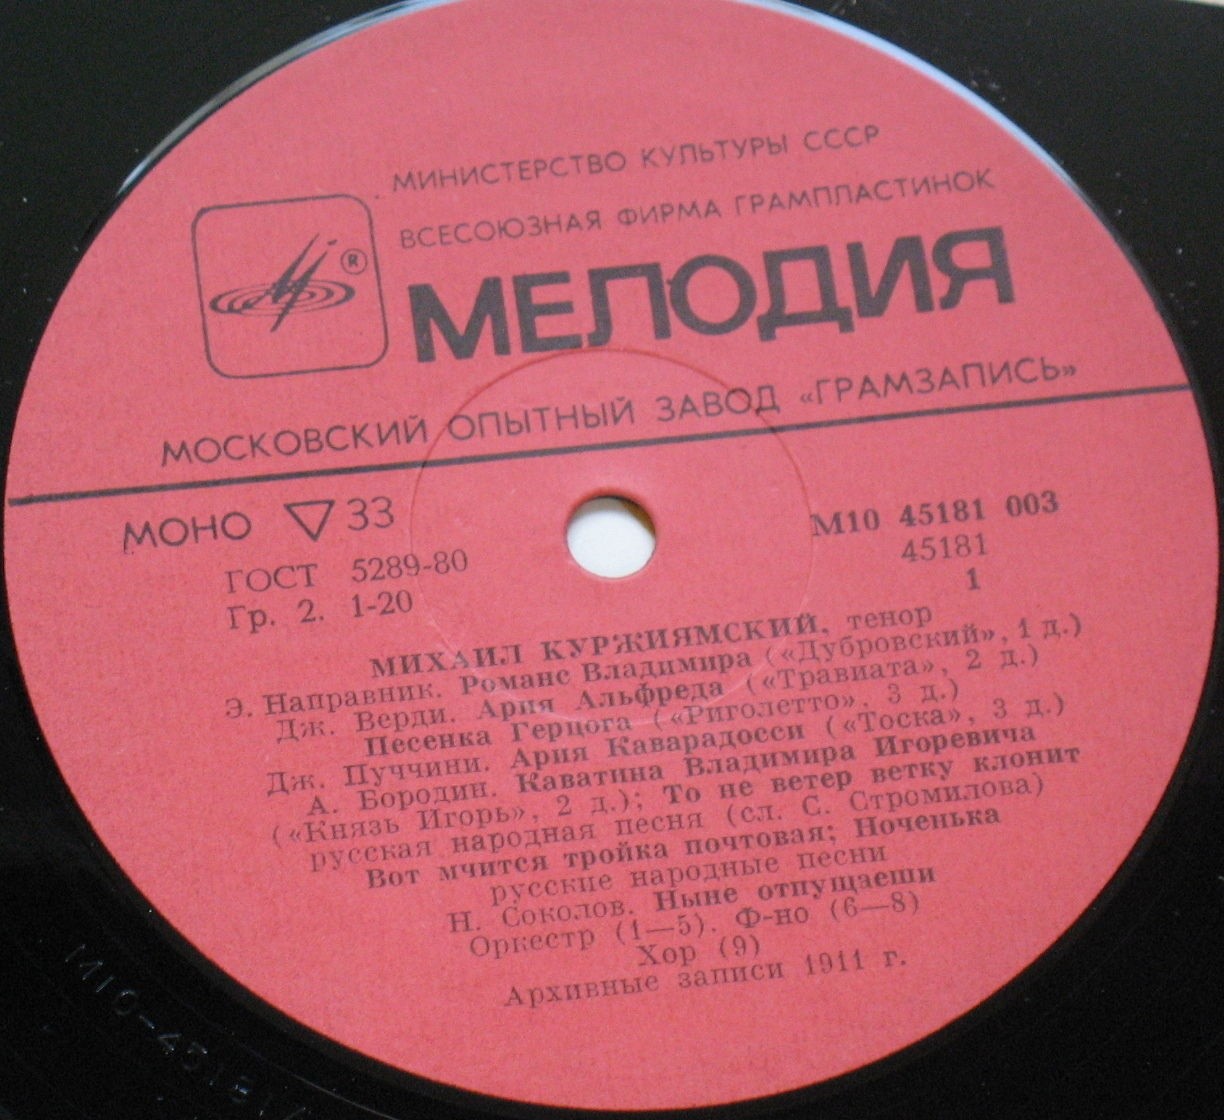 МИНИСТЕРСТВО КУЛЬТУРЫ СССР
ВСЕСОЮЗНАЯ ФИРМА ГРАМПЛАСТИНОК
®
МЕЛОДИЯ
МОСКОВСКИЙ ОПЫТНЫЙ ЗАВОД «ГРАМЗАПИСЬ»
МОНО 33
М10 45181 003
ГОСТ 5289-80
45181
Гр. 2. 1-20
1
МИХАИЛ КУРЖИЯМСКИЙ, тенор
Э. Направник. Романс Владимира («Дубровский», 1 д.)
Дж. Верди. Ария Альфреда («Травиата», 2 д.)
Песенка Герцога («Риголетто», 3 д.)
Дж. Пуччини. Ария Каварадосси («Тоска», 3 д.)
А. Бородин. Каватина Владимира Игоревича
(«Князь Игорь», 2 д.); То не ветер ветку клонит
русская народная песня (сл. С. Стромилова)
Вот мчится тройка почтовая; Ноченька
русские народные песни
Н. Соколов. Ныне отпущаеши
Оркестр (1—5). Ф-но (6—8)
Хор (9)
Архивные записи 1911 г.